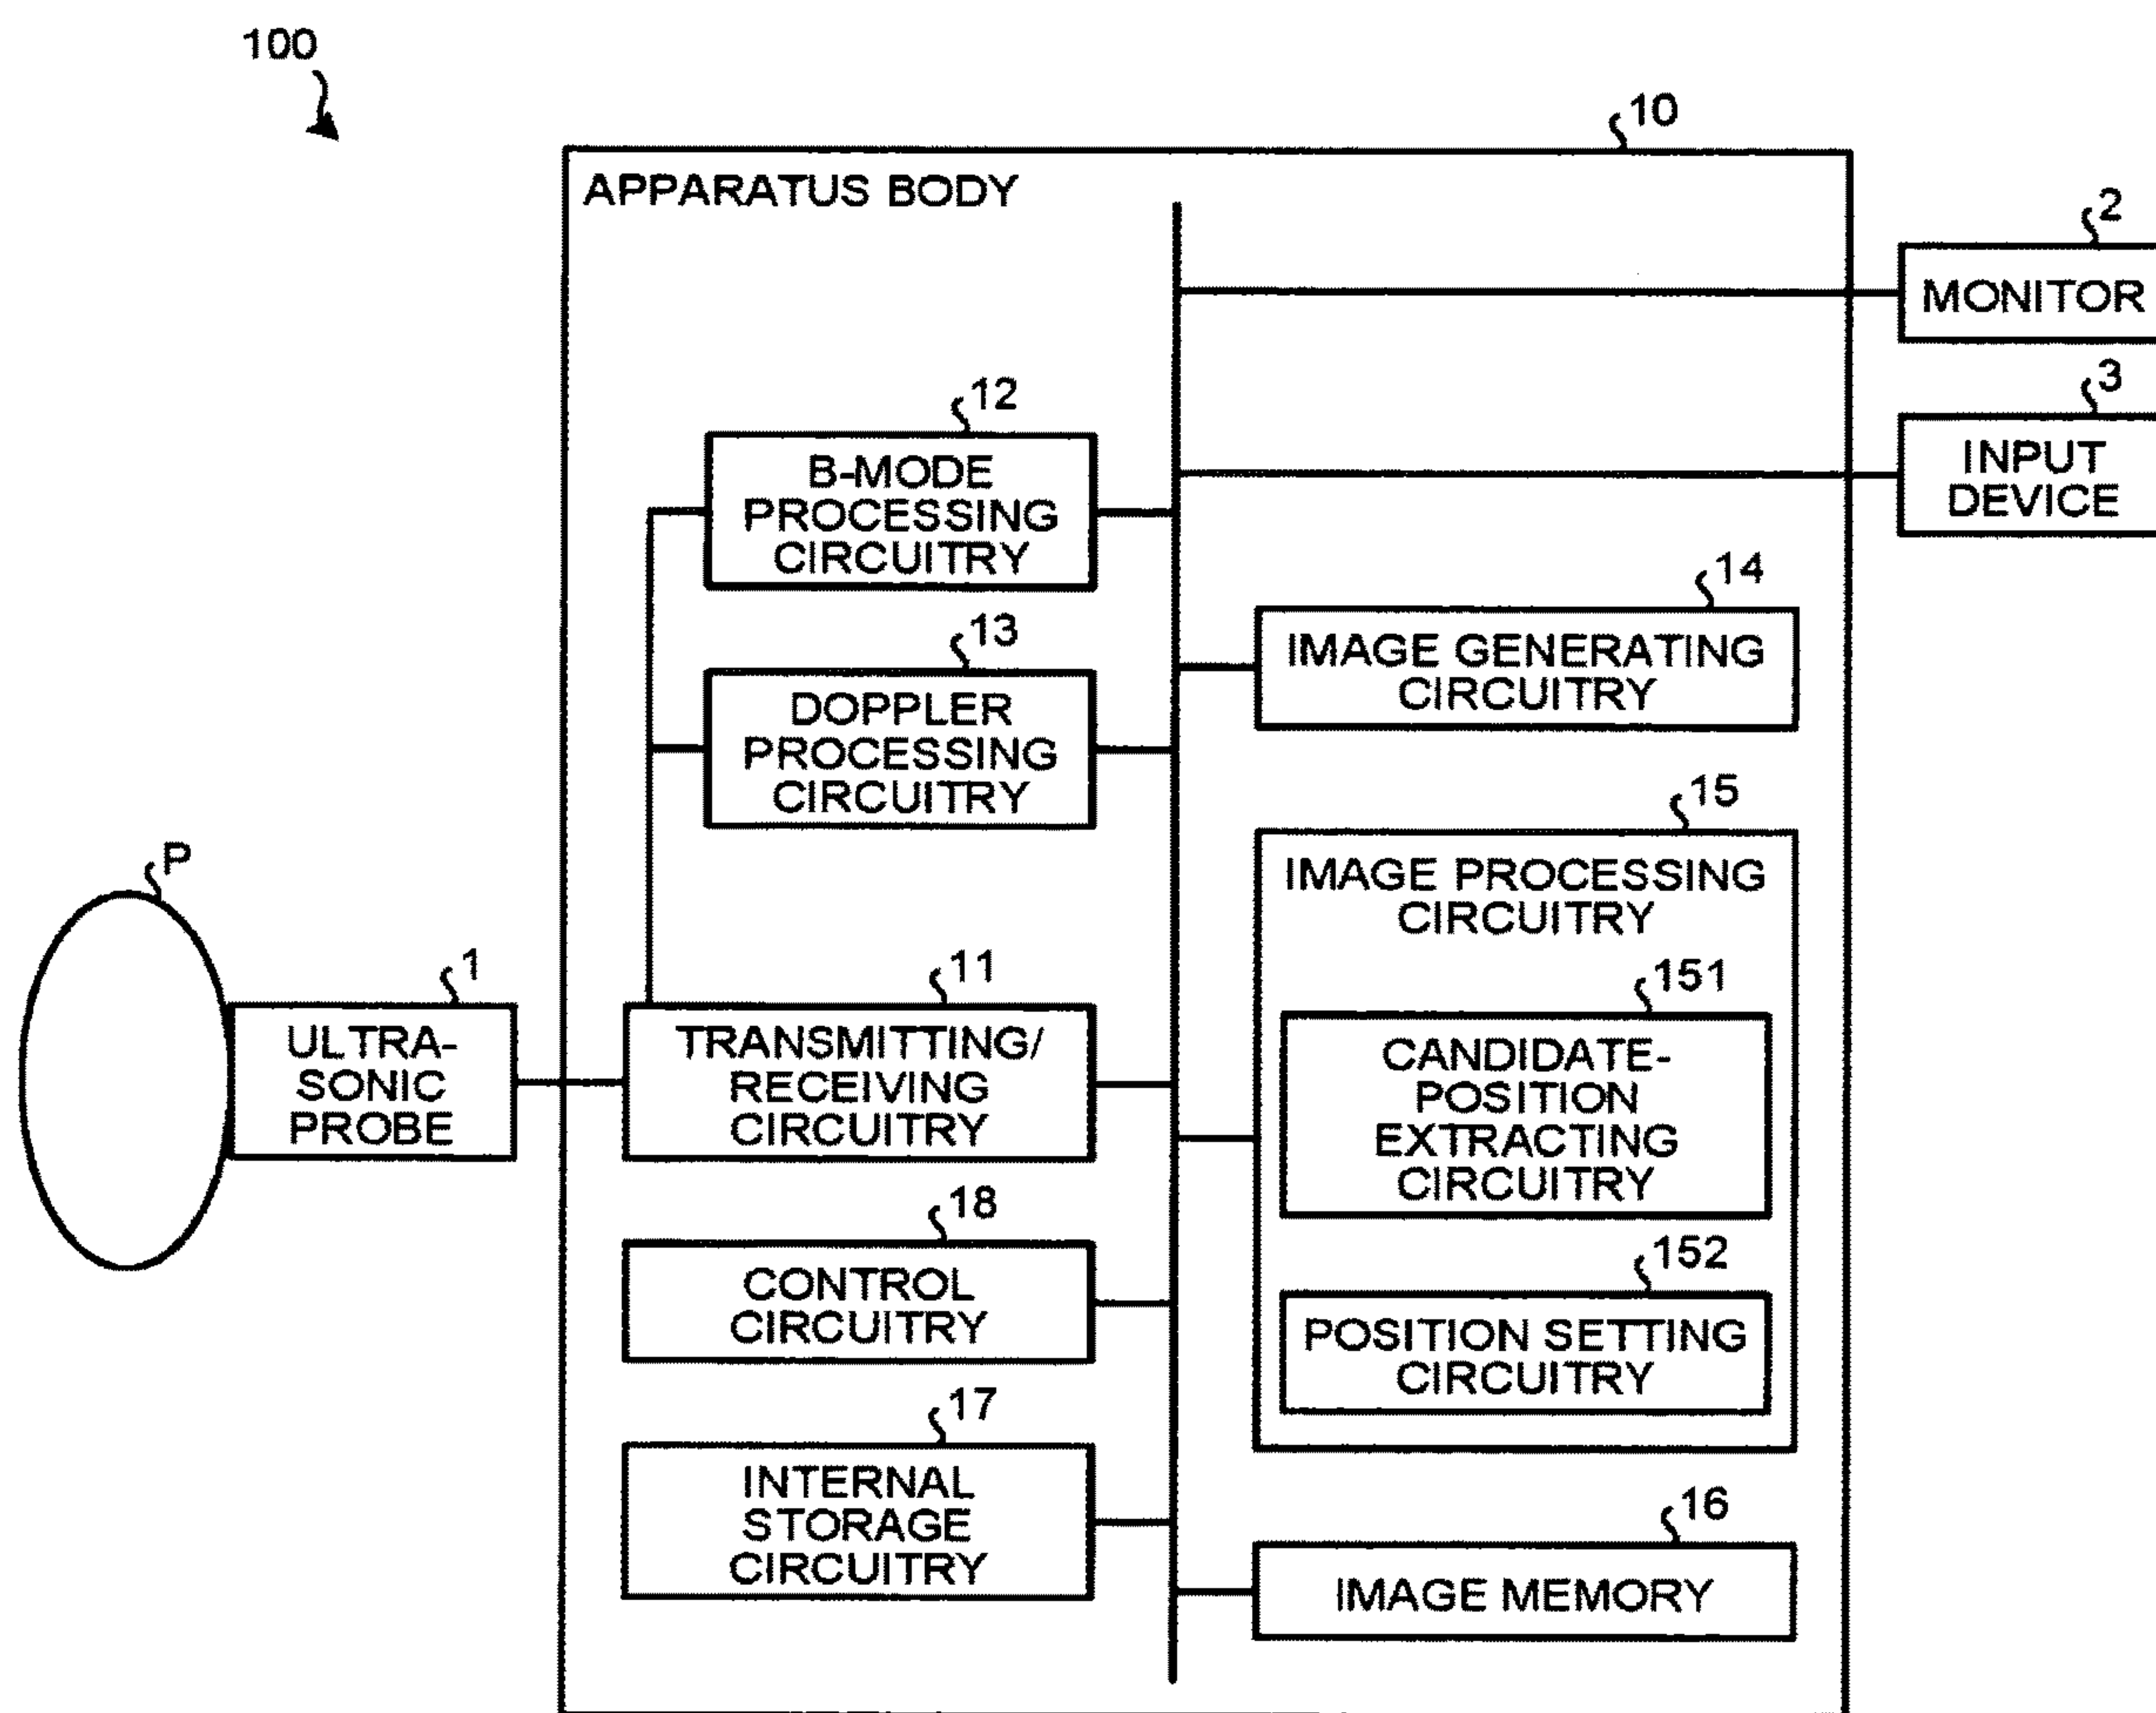 100
10
APPARATUS BODY
2
MONITOR
3
INPUT
DEVICE
12
B-MODE
PROCESSING
CIRCUITRY
14
IMAGE GENERATING
CIRCUITRY
13
DOPPLER
PROCESSING
CIRCUITRY
15
IMAGE PROCESSING
CIRCUITRY
P
1
ULTRA-
SONIC
PROBE
11
TRANSMITTING/
RECEIVING
CIRCUITRY
151
CANDIDATE-
POSITION
EXTRACTING
CIRCUITRY
18
CONTROL
CIRCUITRY
152
POSITION SETTING
CIRCUITRY
17
INTERNAL
STORAGE
CIRCUITRY
16
IMAGE MEMORY